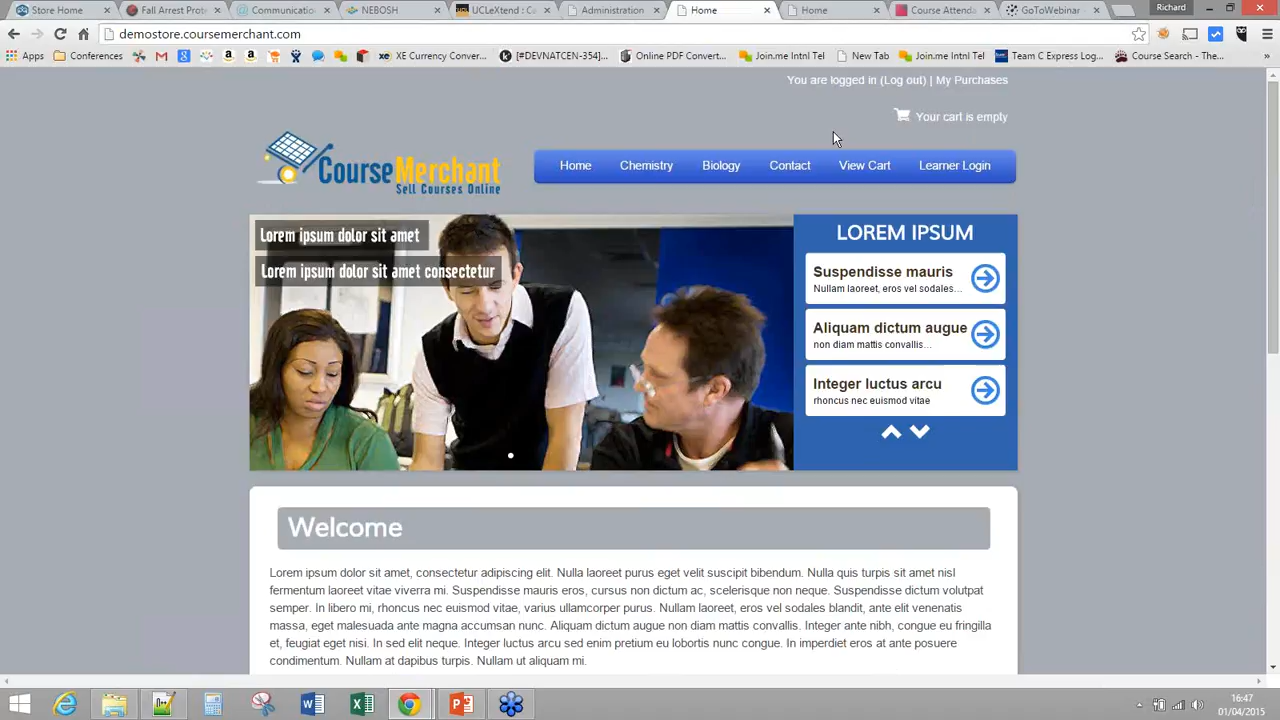 Store Home
Fall Arrest Prote
Communication
NEBOSH
UCLeXtend : Ca
Administration
Home
Home
Course Attenda
GoToWebinar
Richard
demostore.coursemerchant.com
Apps
Conferences
XE Currency Conver...
[#DEVNATCEN-354]...
Online PDF Convert...
Join.me Intnl Tel
New Tab
Join.me Intnl Tel
Team C Express Log...
Course Search - The...
You are logged in (Log out) | My Purchases
Your cart is empty
CourseMerchant
Sell Courses Online
Home
Chemistry
Biology
Contact
View Cart
Learner Login
Lorem ipsum dolor sit amet
Lorem ipsum dolor sit amet consectetur
LOREM IPSUM
Suspendisse mauris
Nullam laoreet, eros vel sodales...
Aliquam dictum augue
non diam mattis convallis...
Integer luctus arcu
rhoncus nec euismod vitae
Welcome
Lorem ipsum dolor sit amet, consectetur adipiscing elit. Nulla laoreet purus eget velit suscipit bibendum. Nulla quis turpis sit amet nisl
fermentum laoreet vitae viverra mi. Suspendisse mauris eros, cursus non dictum ac, scelerisque non neque. Suspendisse dictum volutpat
semper. In libero mi, rhoncus nec euismod vitae, varius ullamcorper purus. Nullam laoreet, eros vel sodales blandit, ante elit venenatis
massa, eget malesuada ante magna accumsan nunc. Aliquam dictum augue non diam mattis convallis. Integer ante nibh, congue eu fringilla
et, feugiat eget nisi. In sed elit neque. Integer luctus arcu sed enim pretium eu lobortis nunc congue. In imperdiet eros at ante posuere
condimentum. Nullam at dapibus turpis. Nullam ut aliquam mi.
16:47
01/04/2015